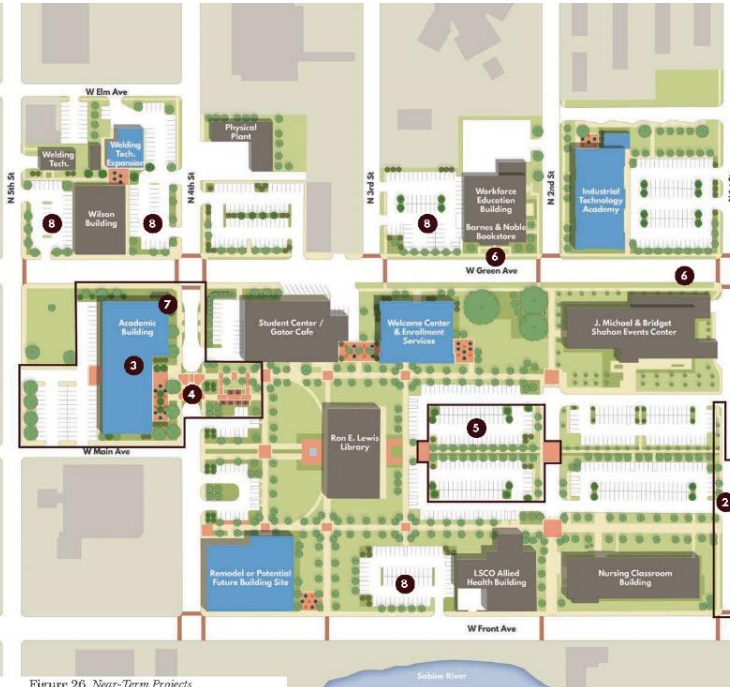 W Elm Ave
N 5th St
N 4th St
N 3rd St
N 2nd St
Physical
Plant
Welding
Tech.
Welding
Tech.
Expansion
Wilson
Building
8
8
8
Workforce
Education
Building
Barnes & Noble
Bookstore
Industrial
Technology
Academy
6
W Green Ave
6
7
Academic
Building
3
4
Student Center /
Gator Cafe
Welcome Center
& Enrollment
Services
J. Michael & Bridget
Shahan Events Center
W Main Ave
Ron E. Lewis
Library
5
2
Remodel or Potential
Future Building Site
8
LSCO Allied
Health Building
Nursing Classroom
Building
W Front Ave
Sabine River
Figure 26. Near-Term Projects